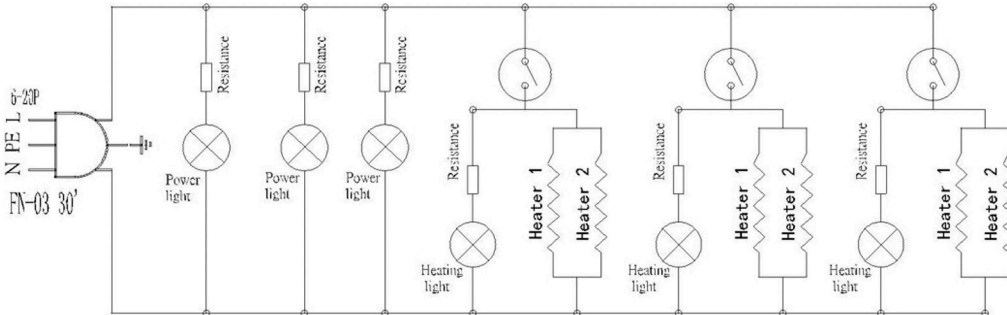 6-20P
L
PE
N
FN-03 30'
Resistance
Power
light
Resistance
Power
light
Resistance
Power
light
Resistance
Heating
light
Heater 1
Heater 2
Resistance
Heating
light
Heater 1
Heater 2
Resistance
Heating
light
Heater 1
Heater 2